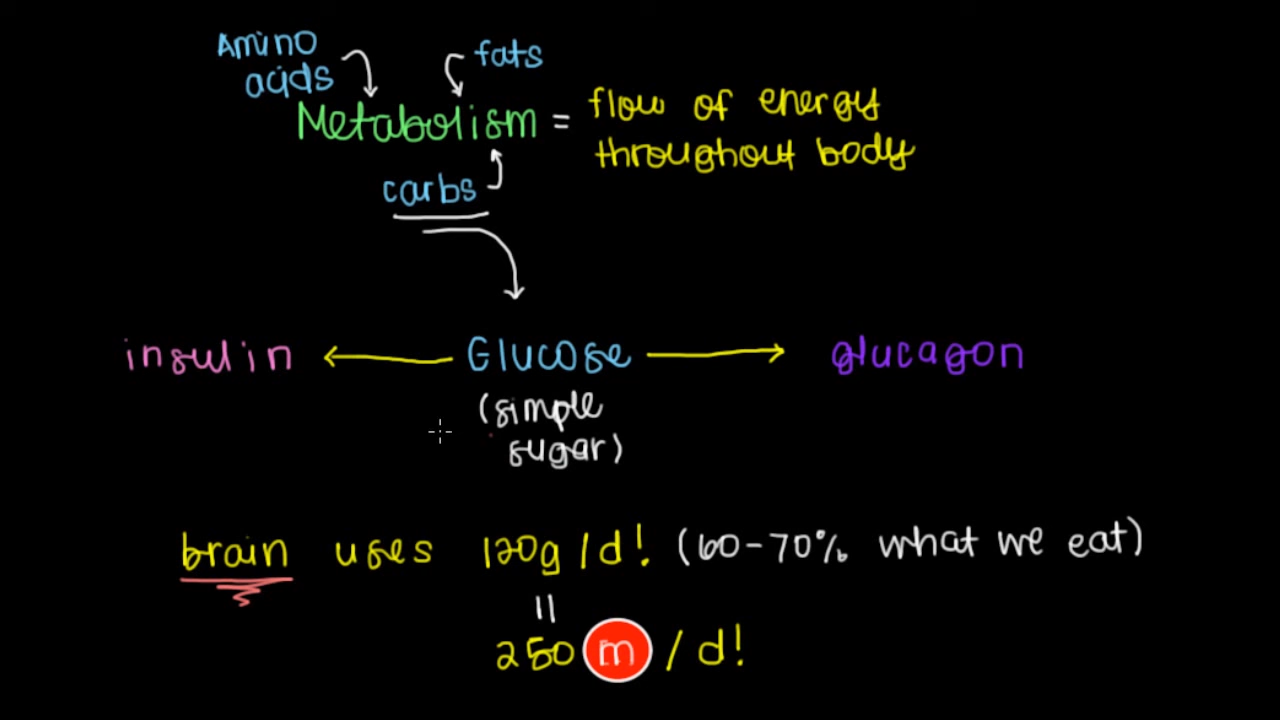 Amino
acids
fats
Metabolism =
flow of energy
throughout body
carbs
insulin
Glucose
glucagon
(simple
sugar)
brain uses 120g/d! (60-70% what we eat)
=
250 m / d!